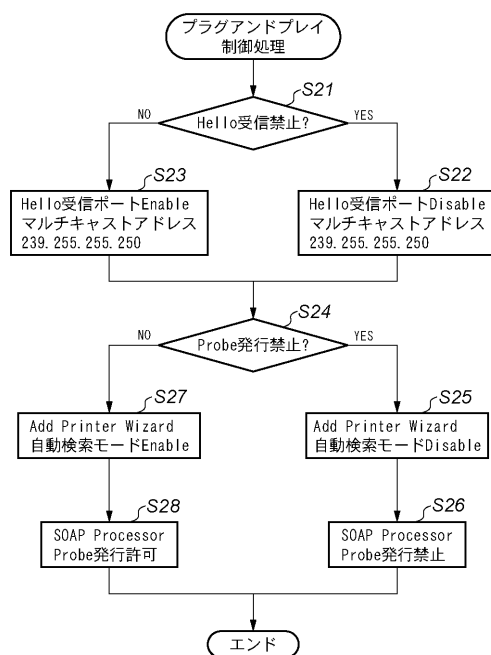 プラグアンドプレイ
制御処理
S21
Hello受信禁止?
NO
YES
S23
Hello受信ポートEnable
マルチキャストアドレス
239.255.255.250
S22
Hello受信ポートDisable
マルチキャストアドレス
239.255.255.250
S24
Probe発行禁止?
NO
YES
S27
Add Printer Wizard
自動検索モードEnable
S25
Add Printer Wizard
自動検索モードDisable
S28
SOAP Processor
Probe発行許可
S26
SOAP Processor
Probe発行禁止
エンド